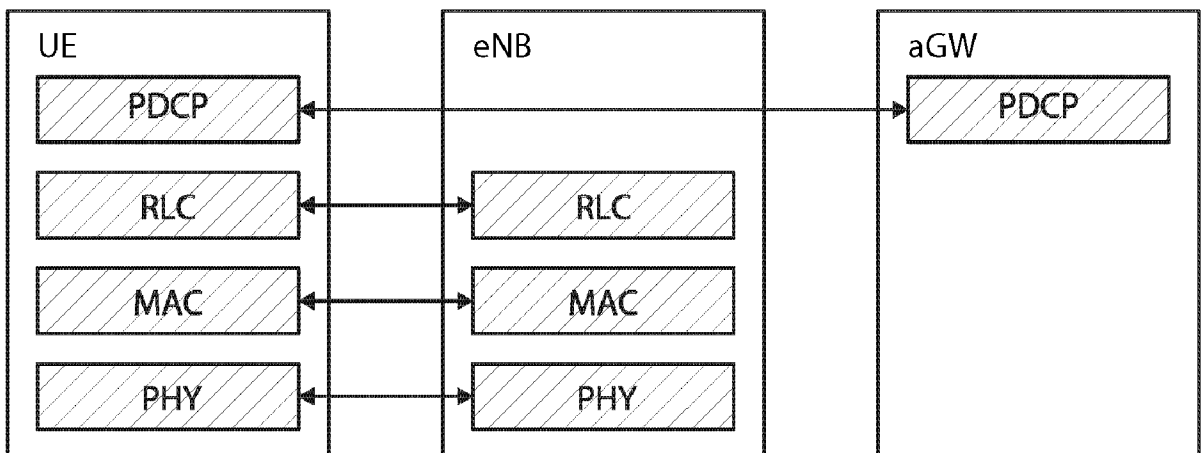 UE
eNB
aGW
PDCP
PDCP
RLC
RLC
MAC
MAC
PHY
PHY